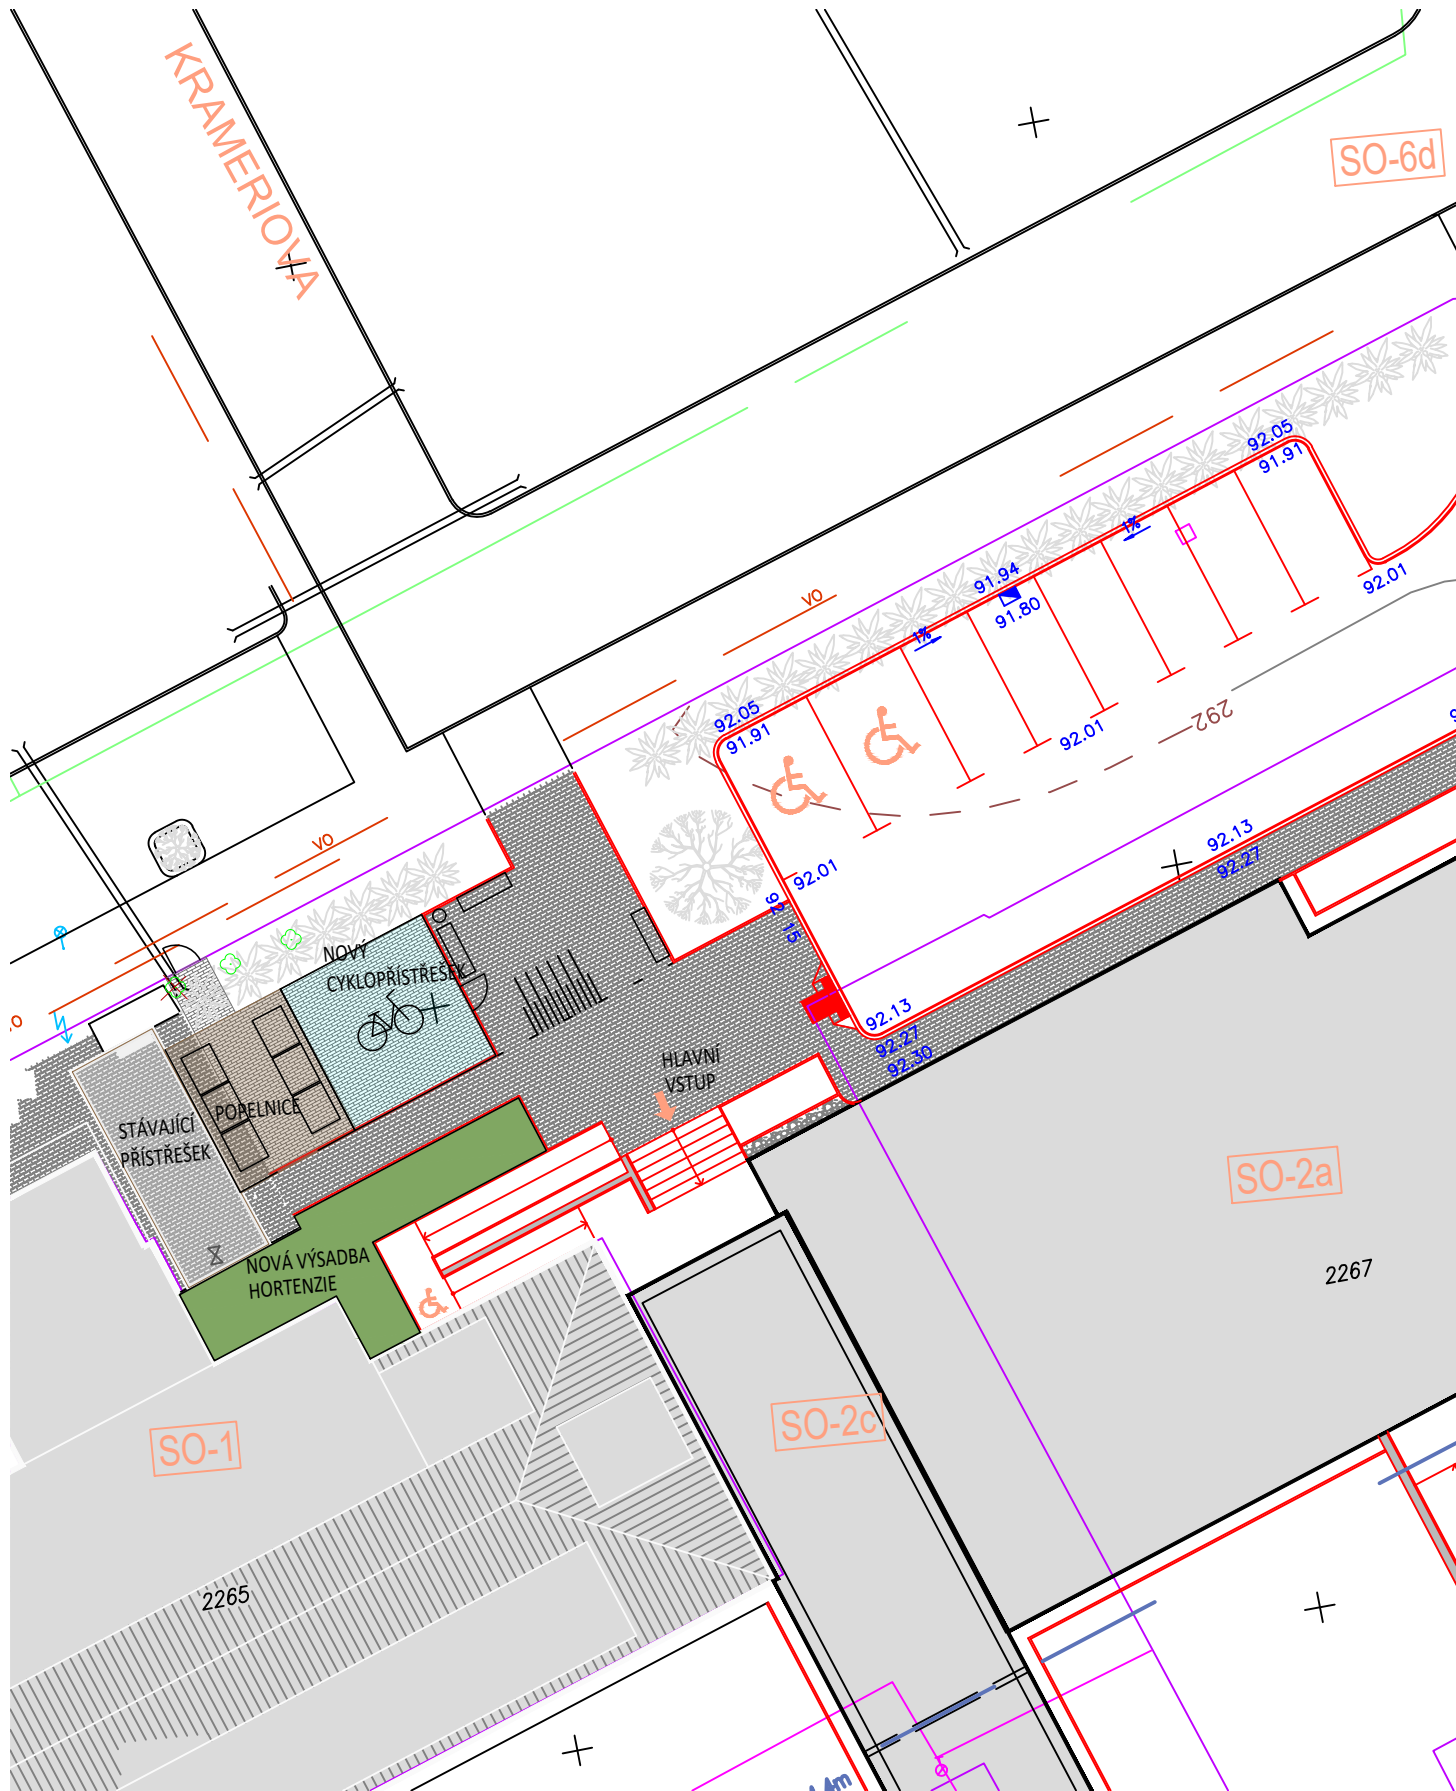 KRAMERIOVA
SO-6d
92.05
91.91
1%
92.01
91.94
91.80
1%
VO
92.05
91.91
92.01
292
92.01
92.13
92.27
92.15
VO
NOVÝ
CYKLOPŘÍSTŘEŠEK
92.13
92.27
92.30
HLAVNÍ
VSTUP
POPELNICE
STÁVAJÍCÍ
PŘÍSTŘEŠEK
SO-2a
2267
NOVÁ VÝSADBA
HORTENZIE
SO-2c
SO-1
2265